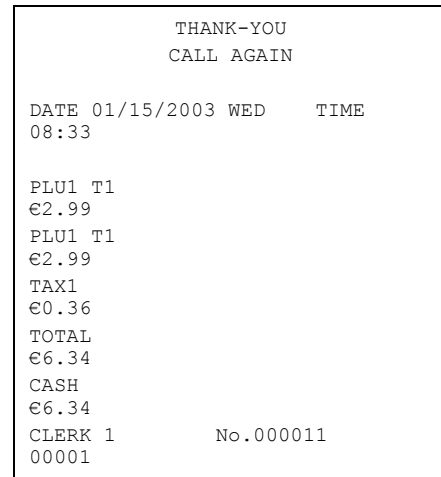 THANK-YOU
CALL AGAIN
DATE 01/15/2003 WED TIME
08:33
PLU1 T1
€2.99
PLU1 T1
€2.99
TAX1
€0.36
TOTAL
€6.34
CASH
€6.34
CLERK 1 No.000011
00001